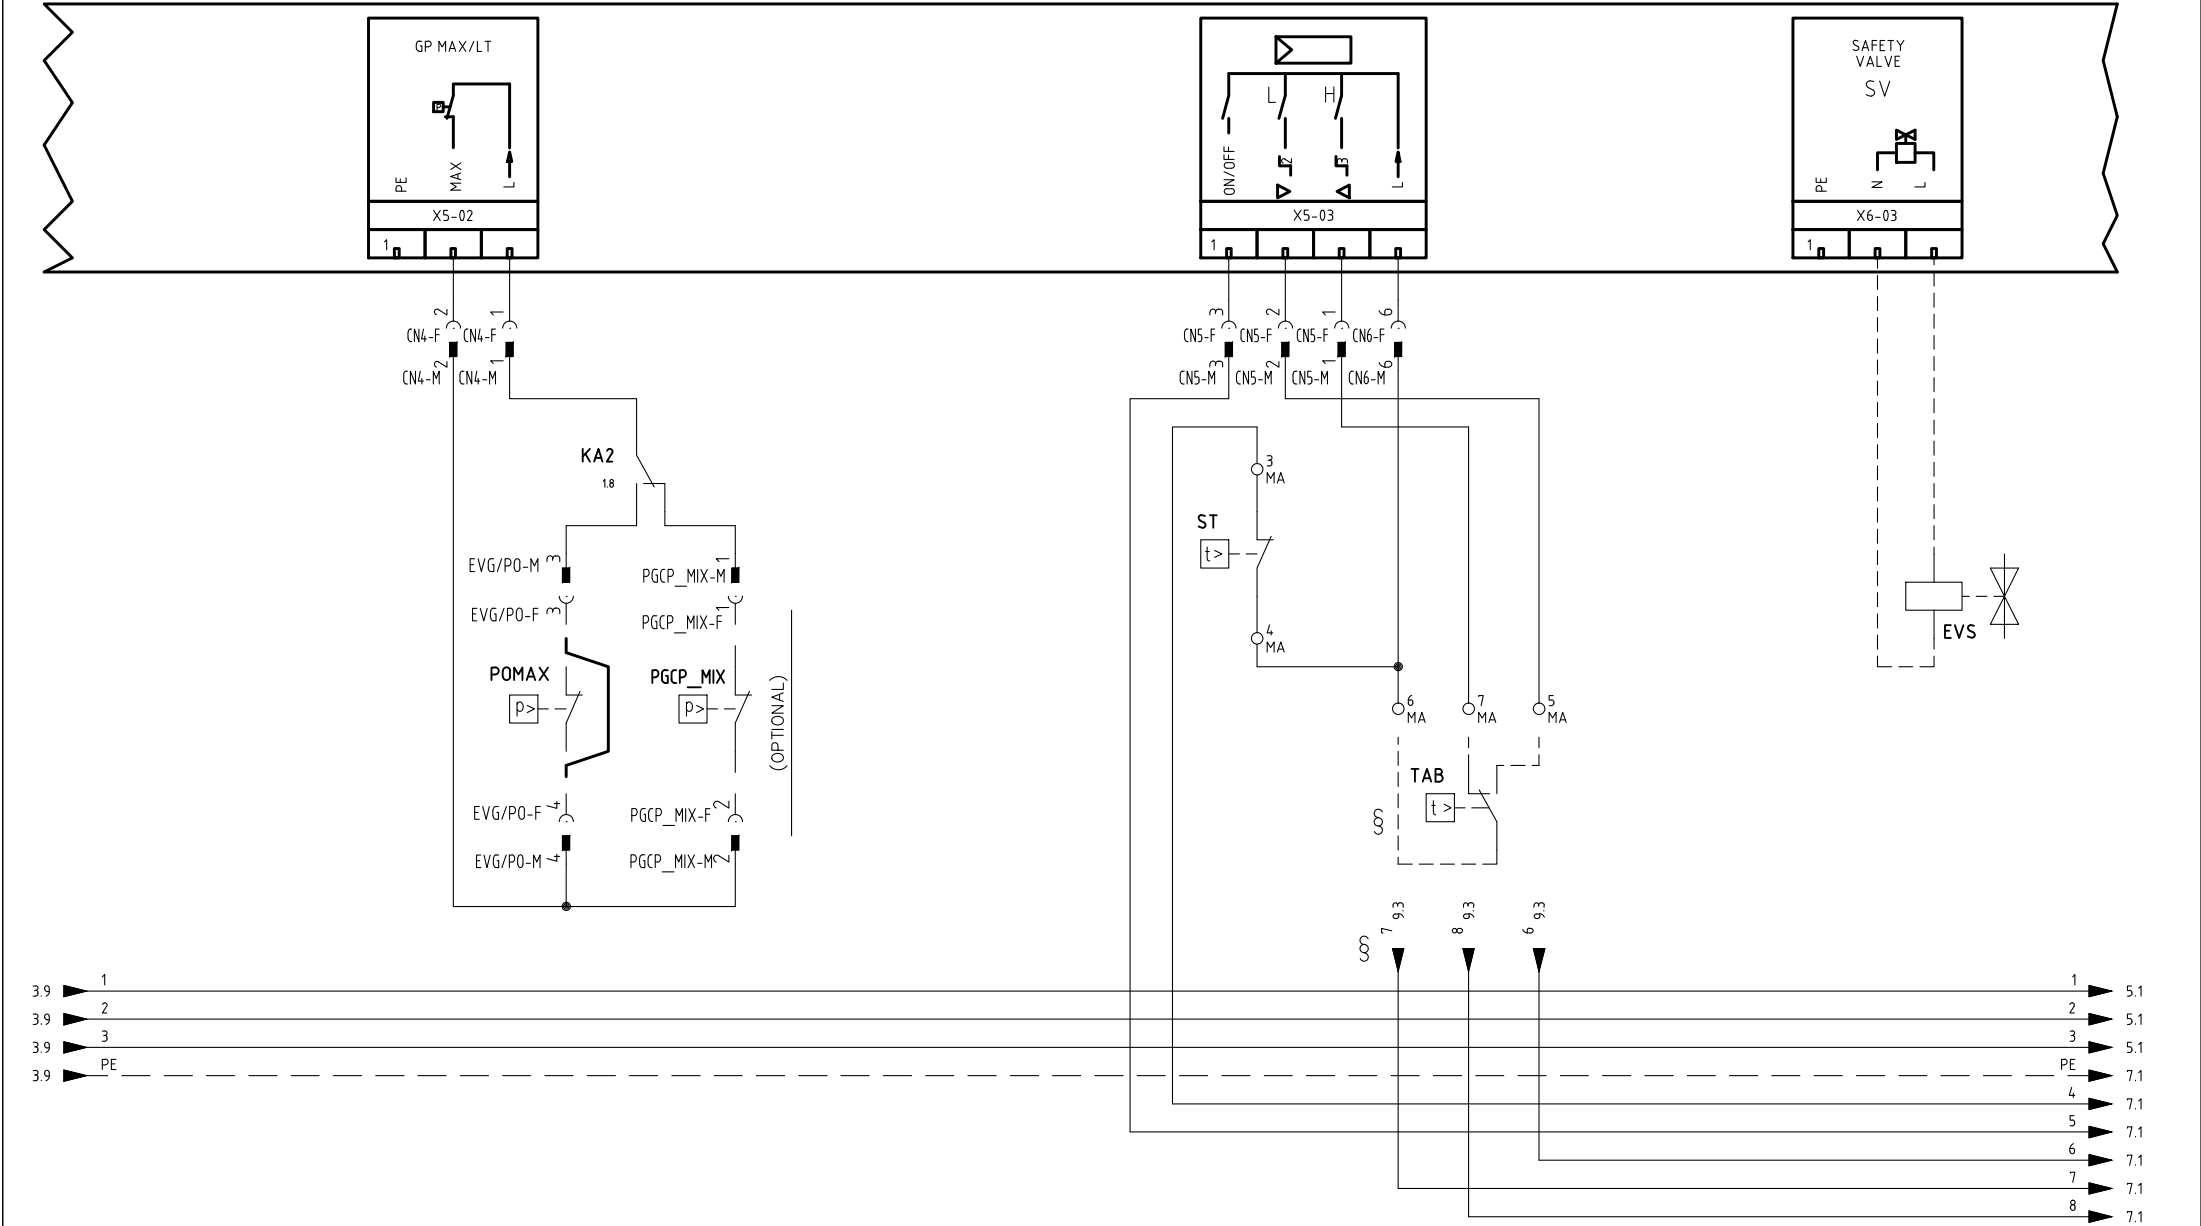 GP MAX/LT
P
PE
MAX
L
X5-02
1
L
H
ON/OFF
2
3
L
X5-03
1
SAFETY
VALVE
SV
PE
N
L
X6-03
1
2
1
CN4-F
CN4-F
2
1
CN4-M
CN4-M
3
2
1
6
CN5-F
CN5-F
CN5-F
CN6-F
3
2
1
6
CN5-M
CN5-M
CN5-M
CN6-M
KA2
1.8
3
MA
ST
t>
4
MA
EVG/PO-M
3
PGCP_MIX-M
1
EVG/PO-F
3
PGCP_MIX-F
1
POMAX
p>
PGCP_MIX
p>
(OPTIONAL)
EVG/PO-F
4
PGCP_MIX-F
2
EVG/PO-M
4
PGCP_MIX-M
2
EVS
6
MA
7
MA
5
MA
TAB
t>
§
9.3
9.3
9.3
7
8
6
§
3.9
1
1
5.1
3.9
2
2
5.1
3.9
3
3
5.1
3.9
PE
PE
7.1
4
7.1
5
7.1
6
7.1
7
7.1
8
7.1